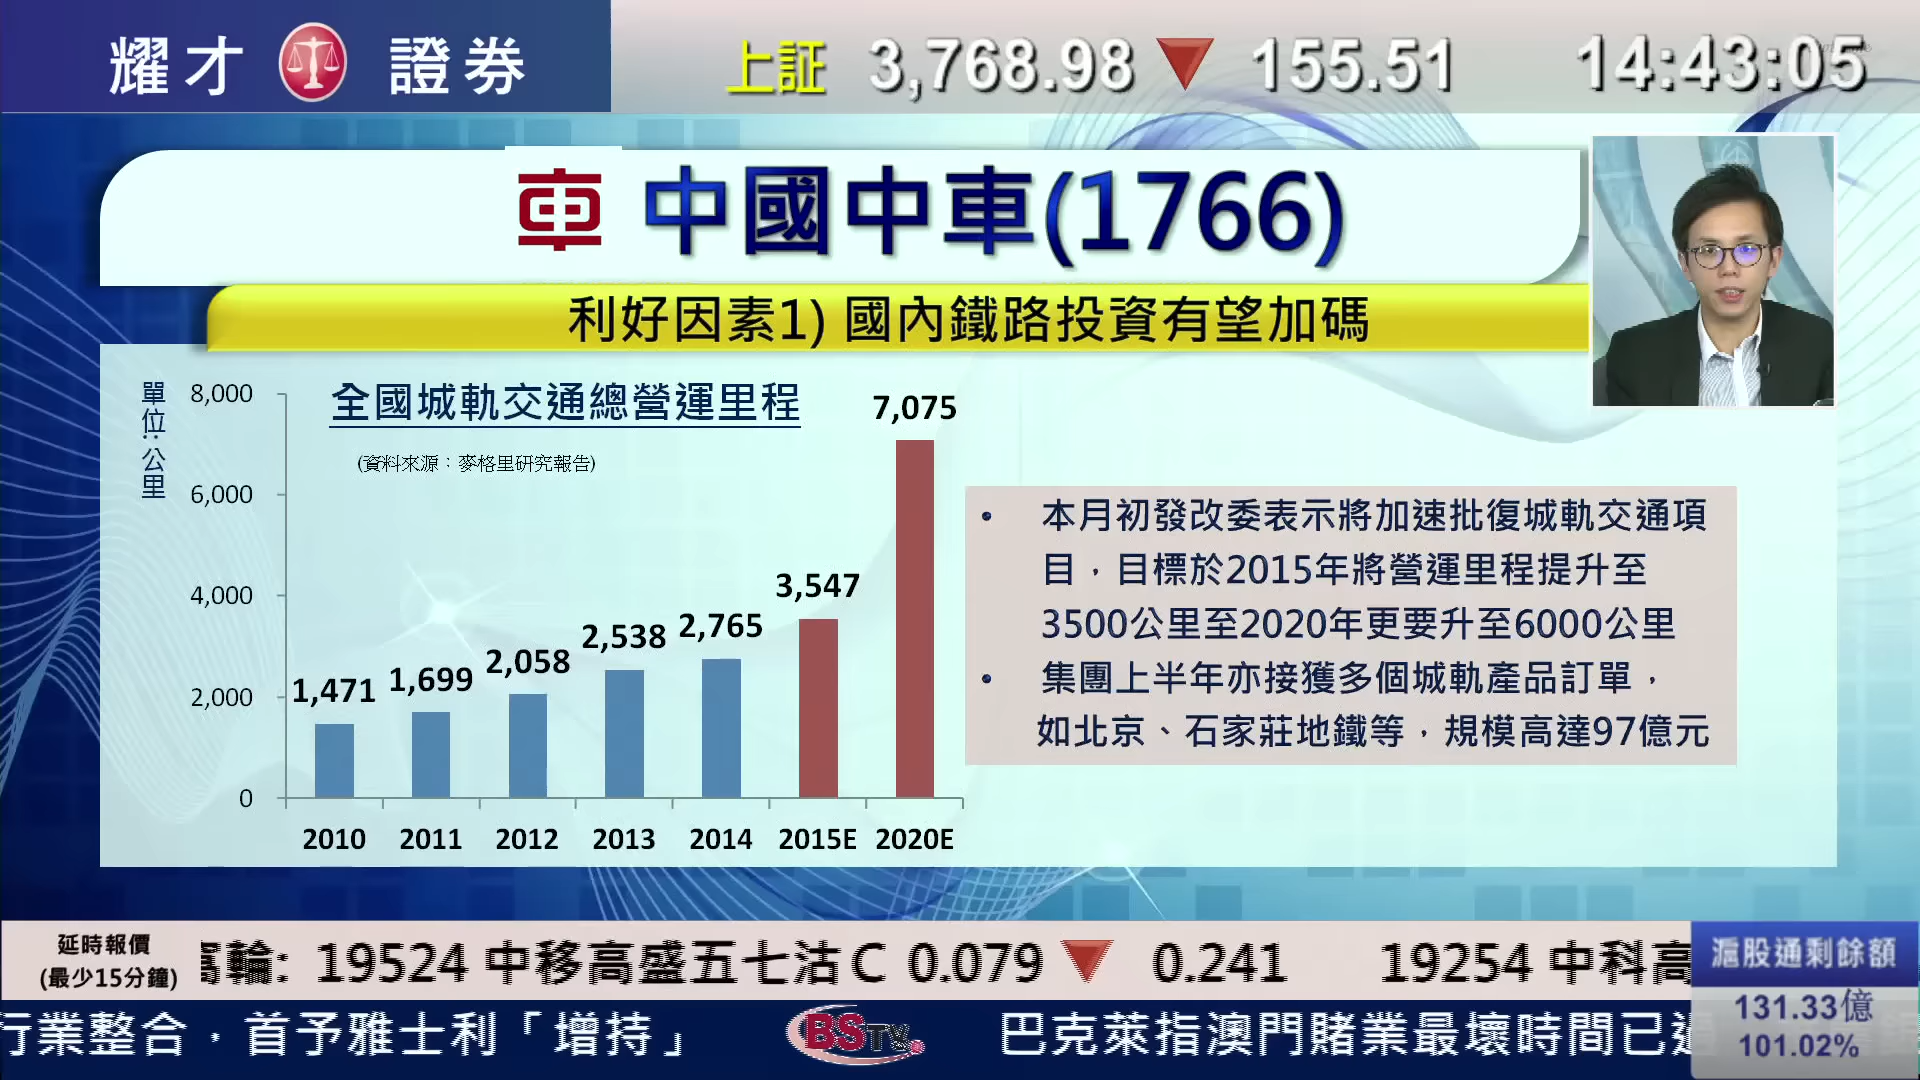 耀才 證券
上証 3,768.98 ▼ 155.51 14:43:05
車 中國中車(1766)
利好因素1) 國內鐵路投資有望加碼
單位:公里
全國城軌交通總營運里程
(資料來源：麥格里研究報告)
8,000
6,000
4,000
2,000
0
1,471
1,699
2,058
2,538
2,765
3,547
7,075
2010 2011 2012 2013 2014 2015E 2020E
• 本月初發改委表示將加速批復城軌交通項
目，目標於2015年將營運里程提升至
3500公里至2020年更要升至6000公里
• 集團上半年亦接獲多個城軌產品訂單，
如北京、石家莊地鐵等，規模高達97億元
延時報價
(最少15分鐘)
輪: 19524 中移高盛五七沽C 0.079 ▼ 0.241 19254 中科高
滬股通剩餘額
131.33億
101.02%
行業整合，首予雅士利「增持」 BSTV 巴克萊指澳門賭業最壞時間已過